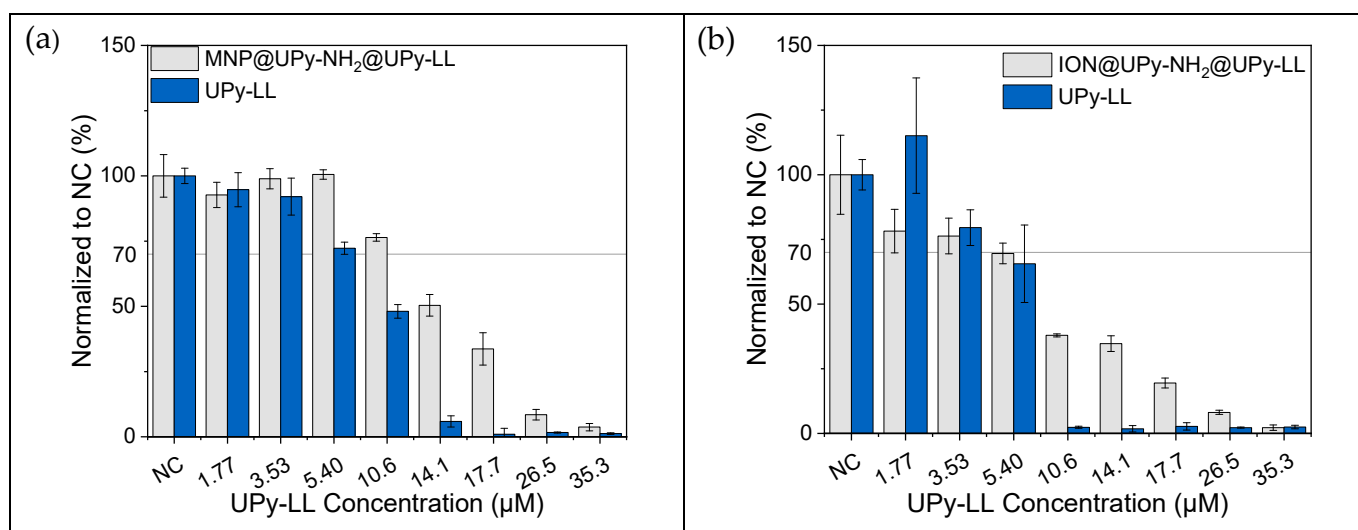 (a)
150
100
70
50
0
Normalized to NC (%)
MNP@UPy-NH₂@UPy-LL
UPy-LL
NC
1.77
3.53
5.40
10.6
14.1
17.7
26.5
35.3
UPy-LL Concentration (µM)
(b)
150
100
70
50
0
Normalized to NC (%)
ION@UPy-NH₂@UPy-LL
UPy-LL
NC
1.77
3.53
5.40
10.6
14.1
17.7
26.5
35.3
UPy-LL Concentration (µM)